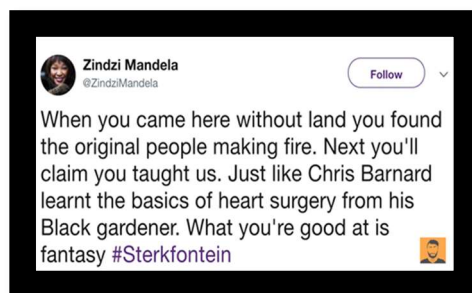 Zindzi Mandela
@ZindziMandela
Follow
When you came here without land you found
the original people making fire. Next you'll
claim you taught us. Just like Chris Barnard
learnt the basics of heart surgery from his
Black gardener. What you're good at is
fantasy #Sterkfontein